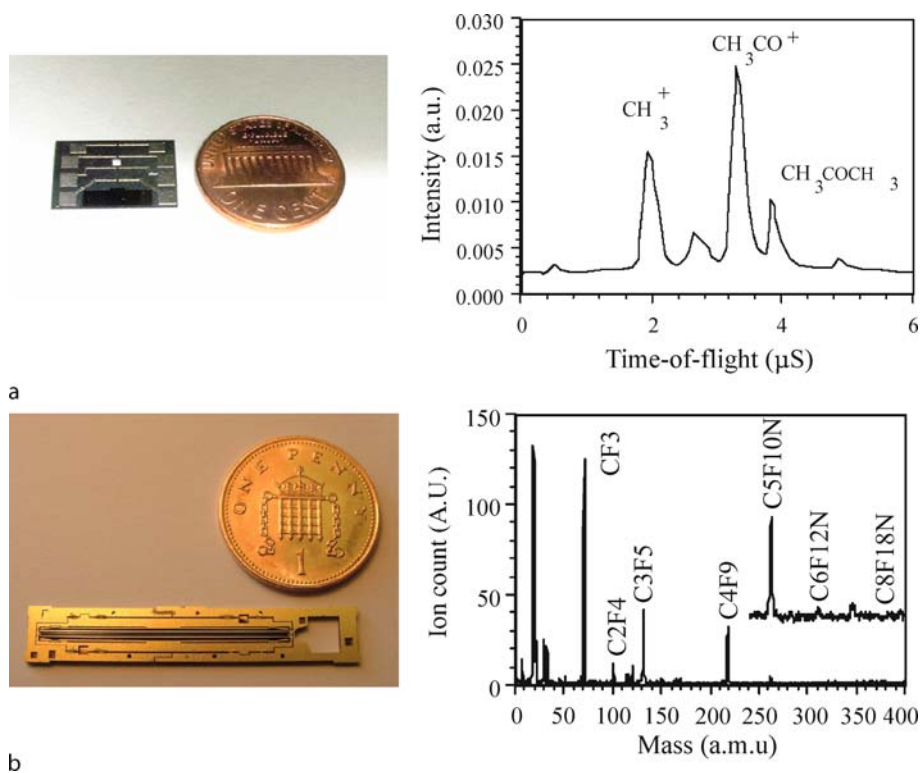 UNITED STATES OF AMERICA
E PLURIBUS UNUM
ONE CENT
0.030
0.025
0.020
0.015
0.010
0.005
0.000
Intensity (a.u.)
CH3+
CH3CO+
CH3COCH3
0 2 4 6
Time-of-flight (µS)
a
ONE PENNY
1
150
100
50
0
Ion count (A.U.)
CF3
C2F4
C3F5
C4F9
C5F10N
C6F12N
C8F18N
0 50 100 150 200 250 300 350 400
Mass (a.m.u)
b